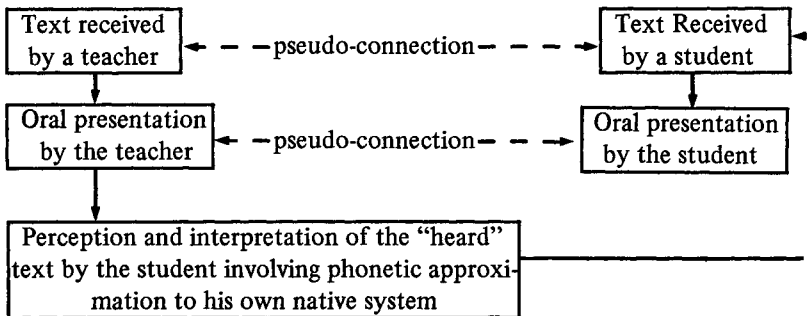 Text received
by a teacher
pseudo-connection
Text Received
by a student
Oral presentation
by the teacher
pseudo-connection
Oral presentation
by the student
Perception and interpretation of the “heard”
text by the student involving phonetic approxi-
mation to his own native system